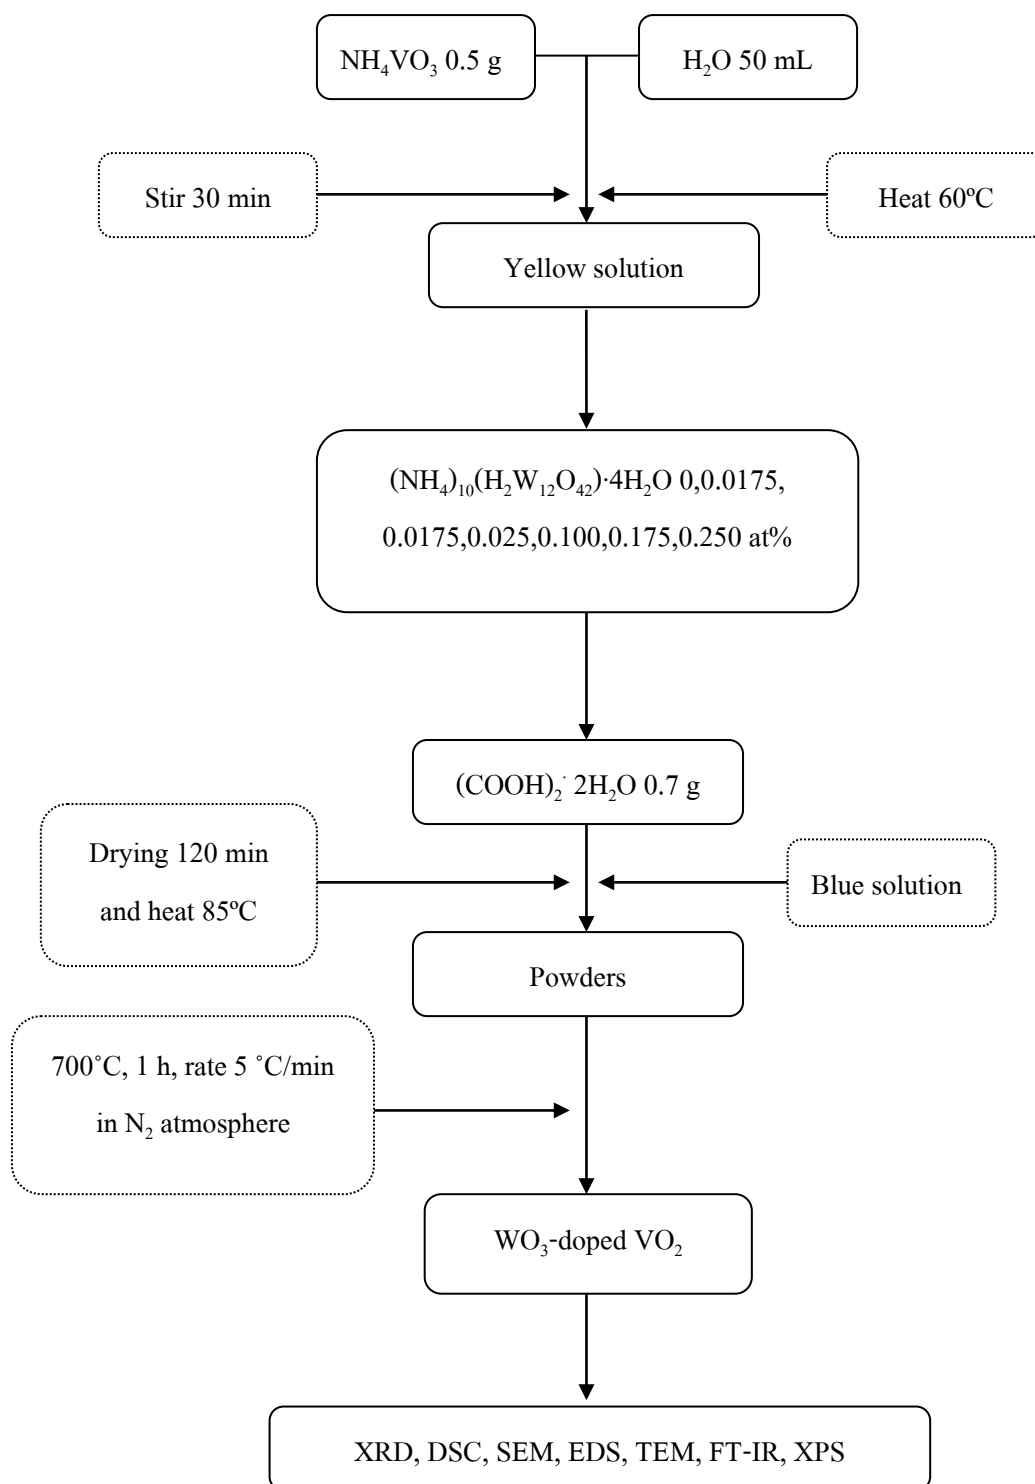 NH₄VO₃ 0.5 g
H₂O 50 mL
Stir 30 min
Heat 60ºC
Yellow solution
(NH₄)₁₀(H₂W₁₂O₄₂)·4H₂O 0,0.0175,
0.0175,0.025,0.100,0.175,0.250 at%
(COOH)₂· 2H₂O 0.7 g
Drying 120 min
and heat 85ºC
Blue solution
Powders
700˚C, 1 h, rate 5 ˚C/min
in N₂ atmosphere
WO₃-doped VO₂
XRD, DSC, SEM, EDS, TEM, FT-IR, XPS